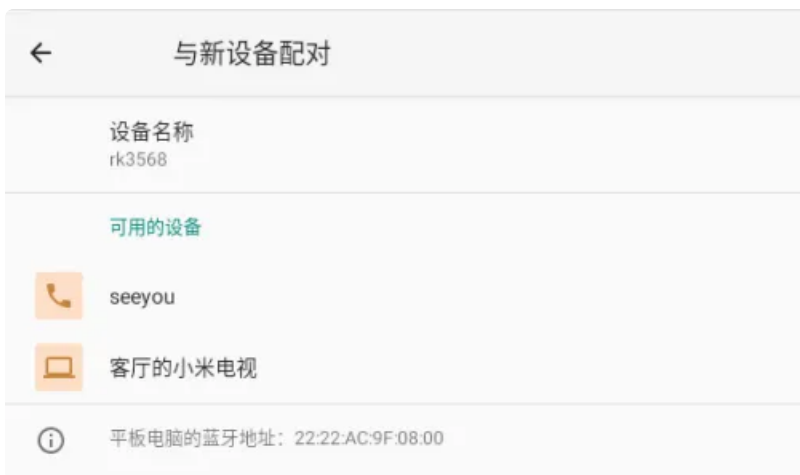 与新设备配对
设备名称
rk3568
可用的设备
seeyou
客厅的小米电视
平板电脑的蓝牙地址：22:22:AC:9F:08:00